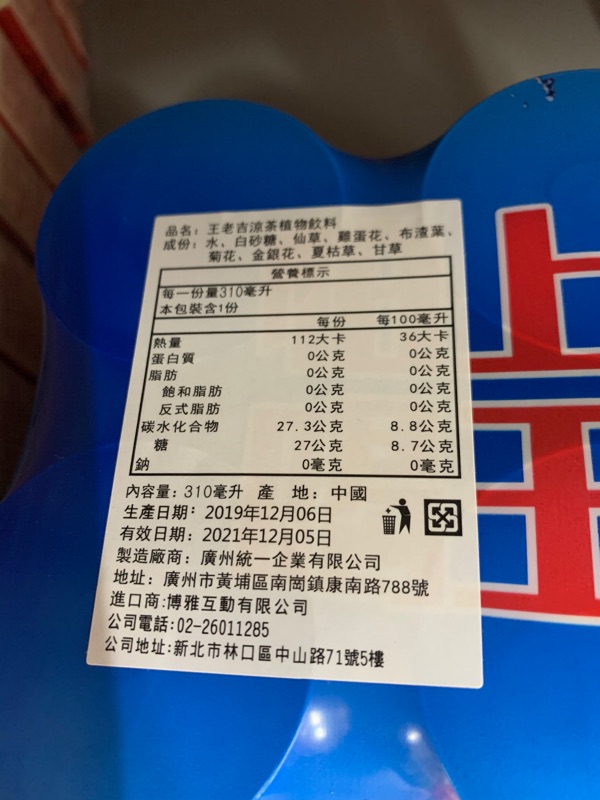 品名：王老吉涼茶植物飲料
成份：水、白砂糖、仙草、雞蛋花、布渣葉、
菊花、金銀花、夏枯草、甘草
營養標示
每一份量310毫升
本包裝含1份
每份 每100毫升
熱量 112大卡 36大卡
蛋白質 0公克 0公克
脂肪 0公克 0公克
飽和脂肪 0公克 0公克
反式脂肪 0公克 0公克
碳水化合物 27.3公克 8.8公克
糖 27公克 8.7公克
鈉 0毫克 0毫克
內容量：310毫升 產 地：中國
生產日期：2019年12月06日
有效日期：2021年12月05日
製造廠商：廣州統一企業有限公司
地址：廣州市黃埔區南崗鎮康南路788號
進口商:博雅互動有限公司
公司電話:02-26011285
公司地址:新北市林口區中山路71號5樓